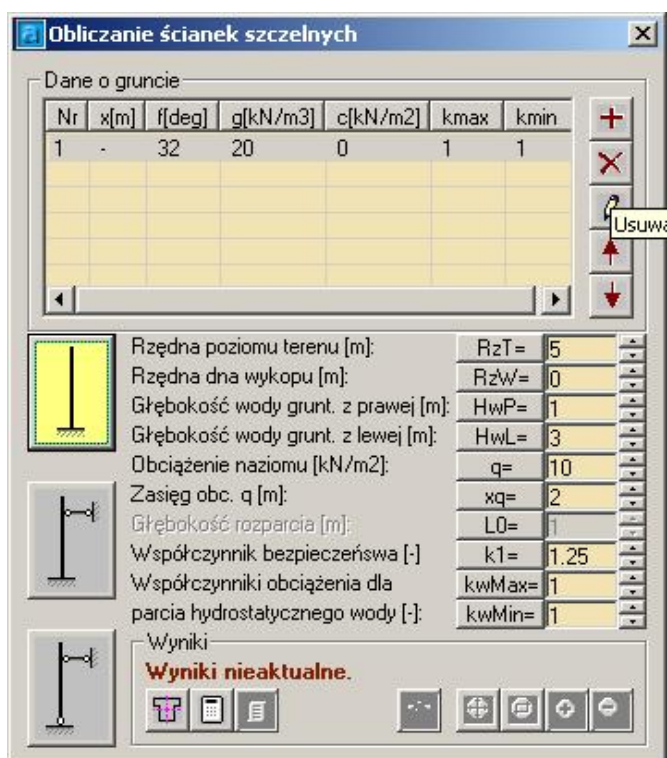 Obliczanie ścianek szczelnych
Dane o gruncie
Nr x[m] f[deg] g[kN/m3] c[kN/m2] kmax kmin
1 - 32 20 0 1 1
Usuwa
Rzędna poziomu terenu [m]: RzT= 5
Rzędna dna wykopu [m]: RzW= 0
Głębokość wody grunt. z prawej [m]: HwP= 1
Głębokość wody grunt. z lewej [m]: HwL= 3
Obciążenie naziomu [kN/m2]: q= 10
Zasięg obc. q [m]: xq= 2
Głębokość rozparcia [m]: L0= 1
Współczynnik bezpieczeńswa [-] k1= 1.25
Współczynniki obciążenia dla kwMax= 1
parcia hydrostatycznego wody [-]: kwMin= 1
Wyniki
Wyniki nieaktualne.